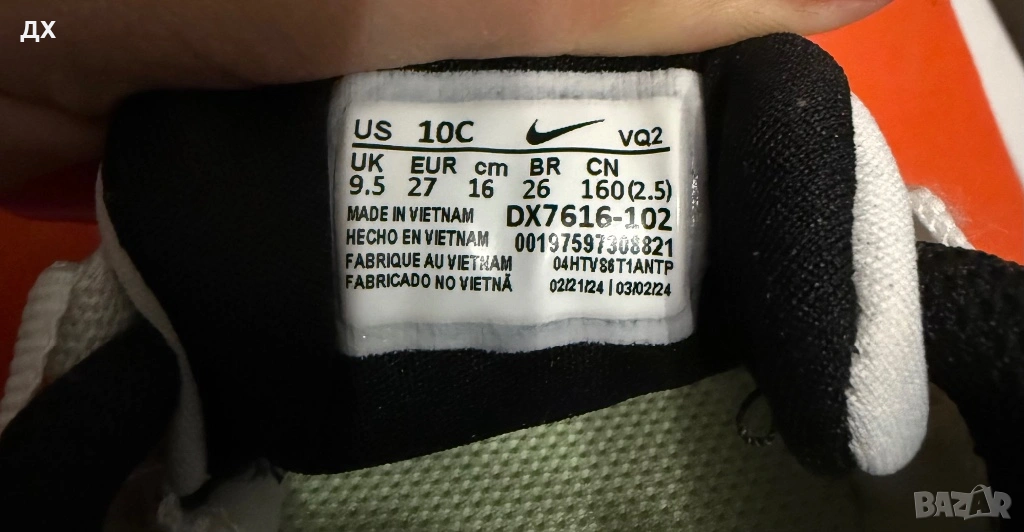 ДХ
US 10C VQ2
UK EUR cm BR CN
9.5 27 16 26 160(2.5)
MADE IN VIETNAM DX7616-102
HECHO EN VIETNAM 00197597308821
FABRIQUE AU VIETNAM 04HTVS6T1ANTP
FABRICADO NO VIETNÃ 02/21/24 | 03/02/24
BAZAR